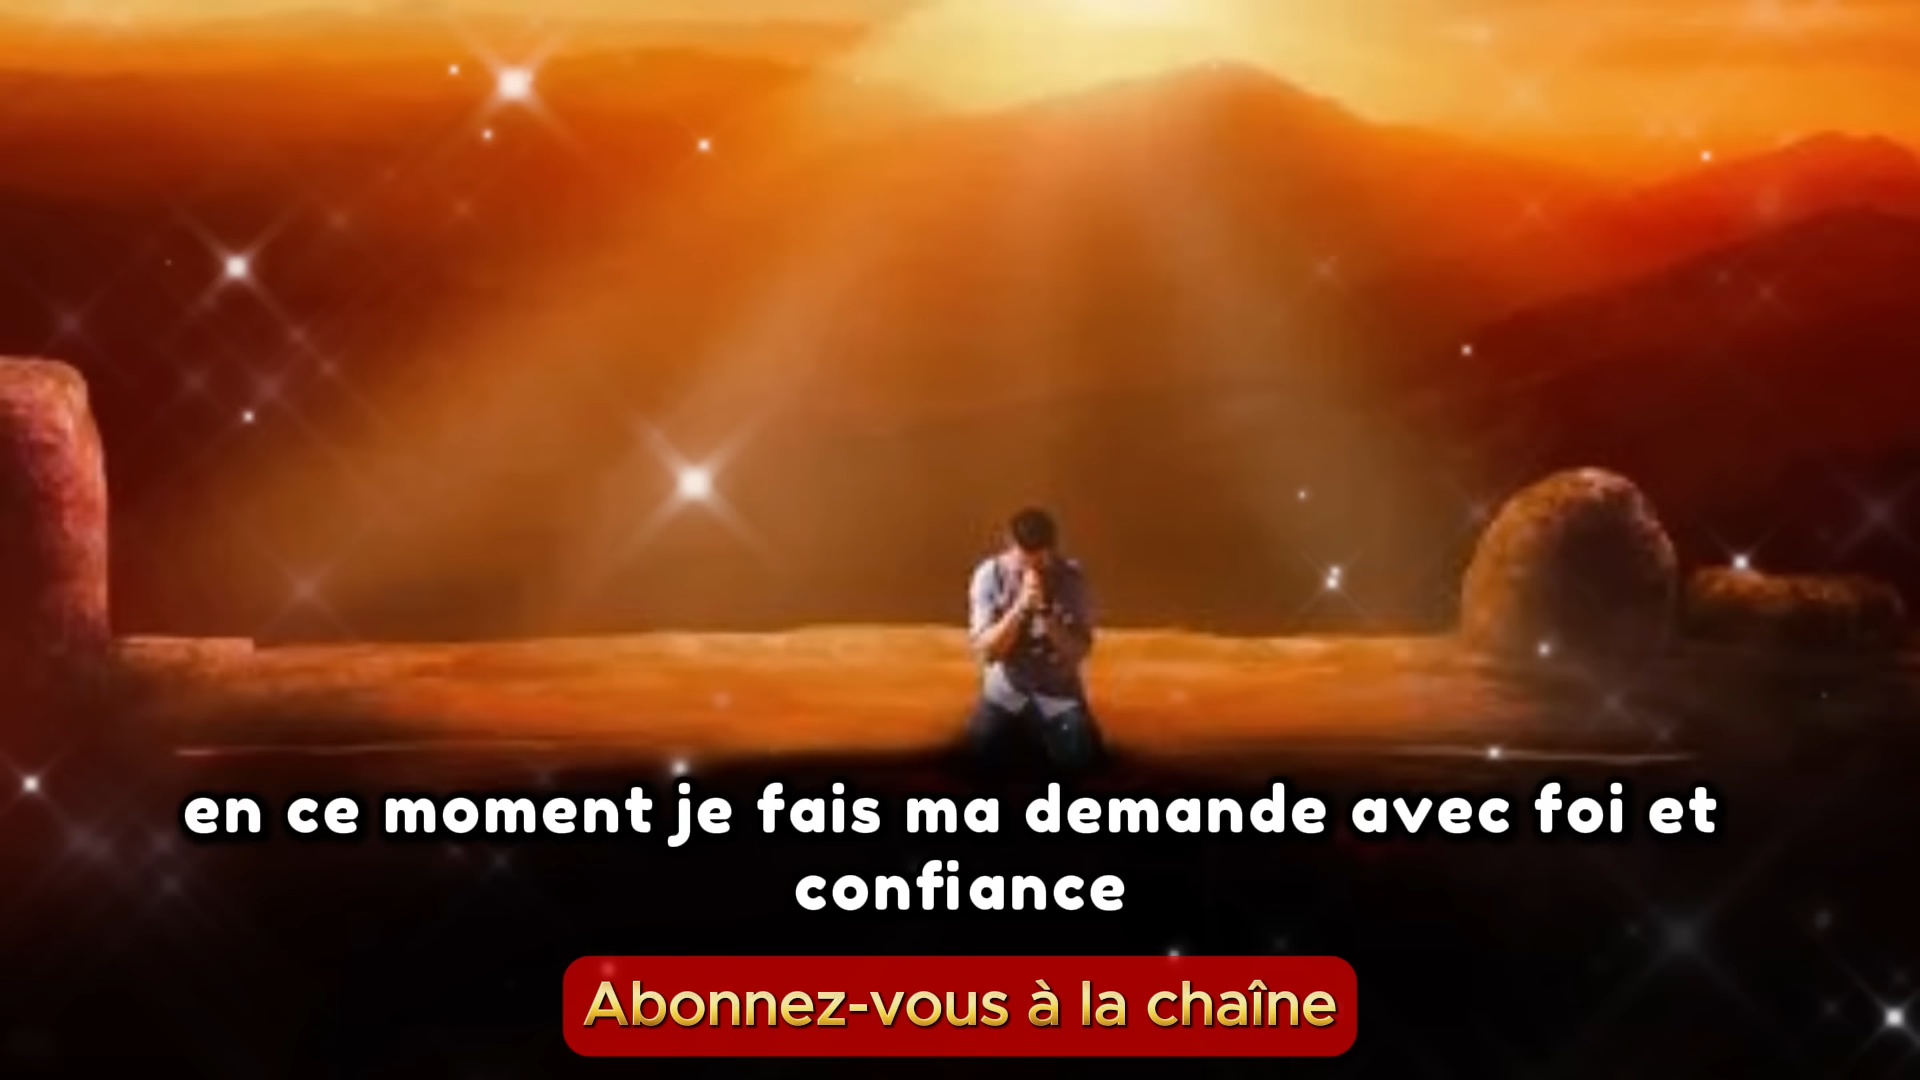 en ce moment je fais ma demande avec foi et
confiance
Abonnez-vous à la chaîne